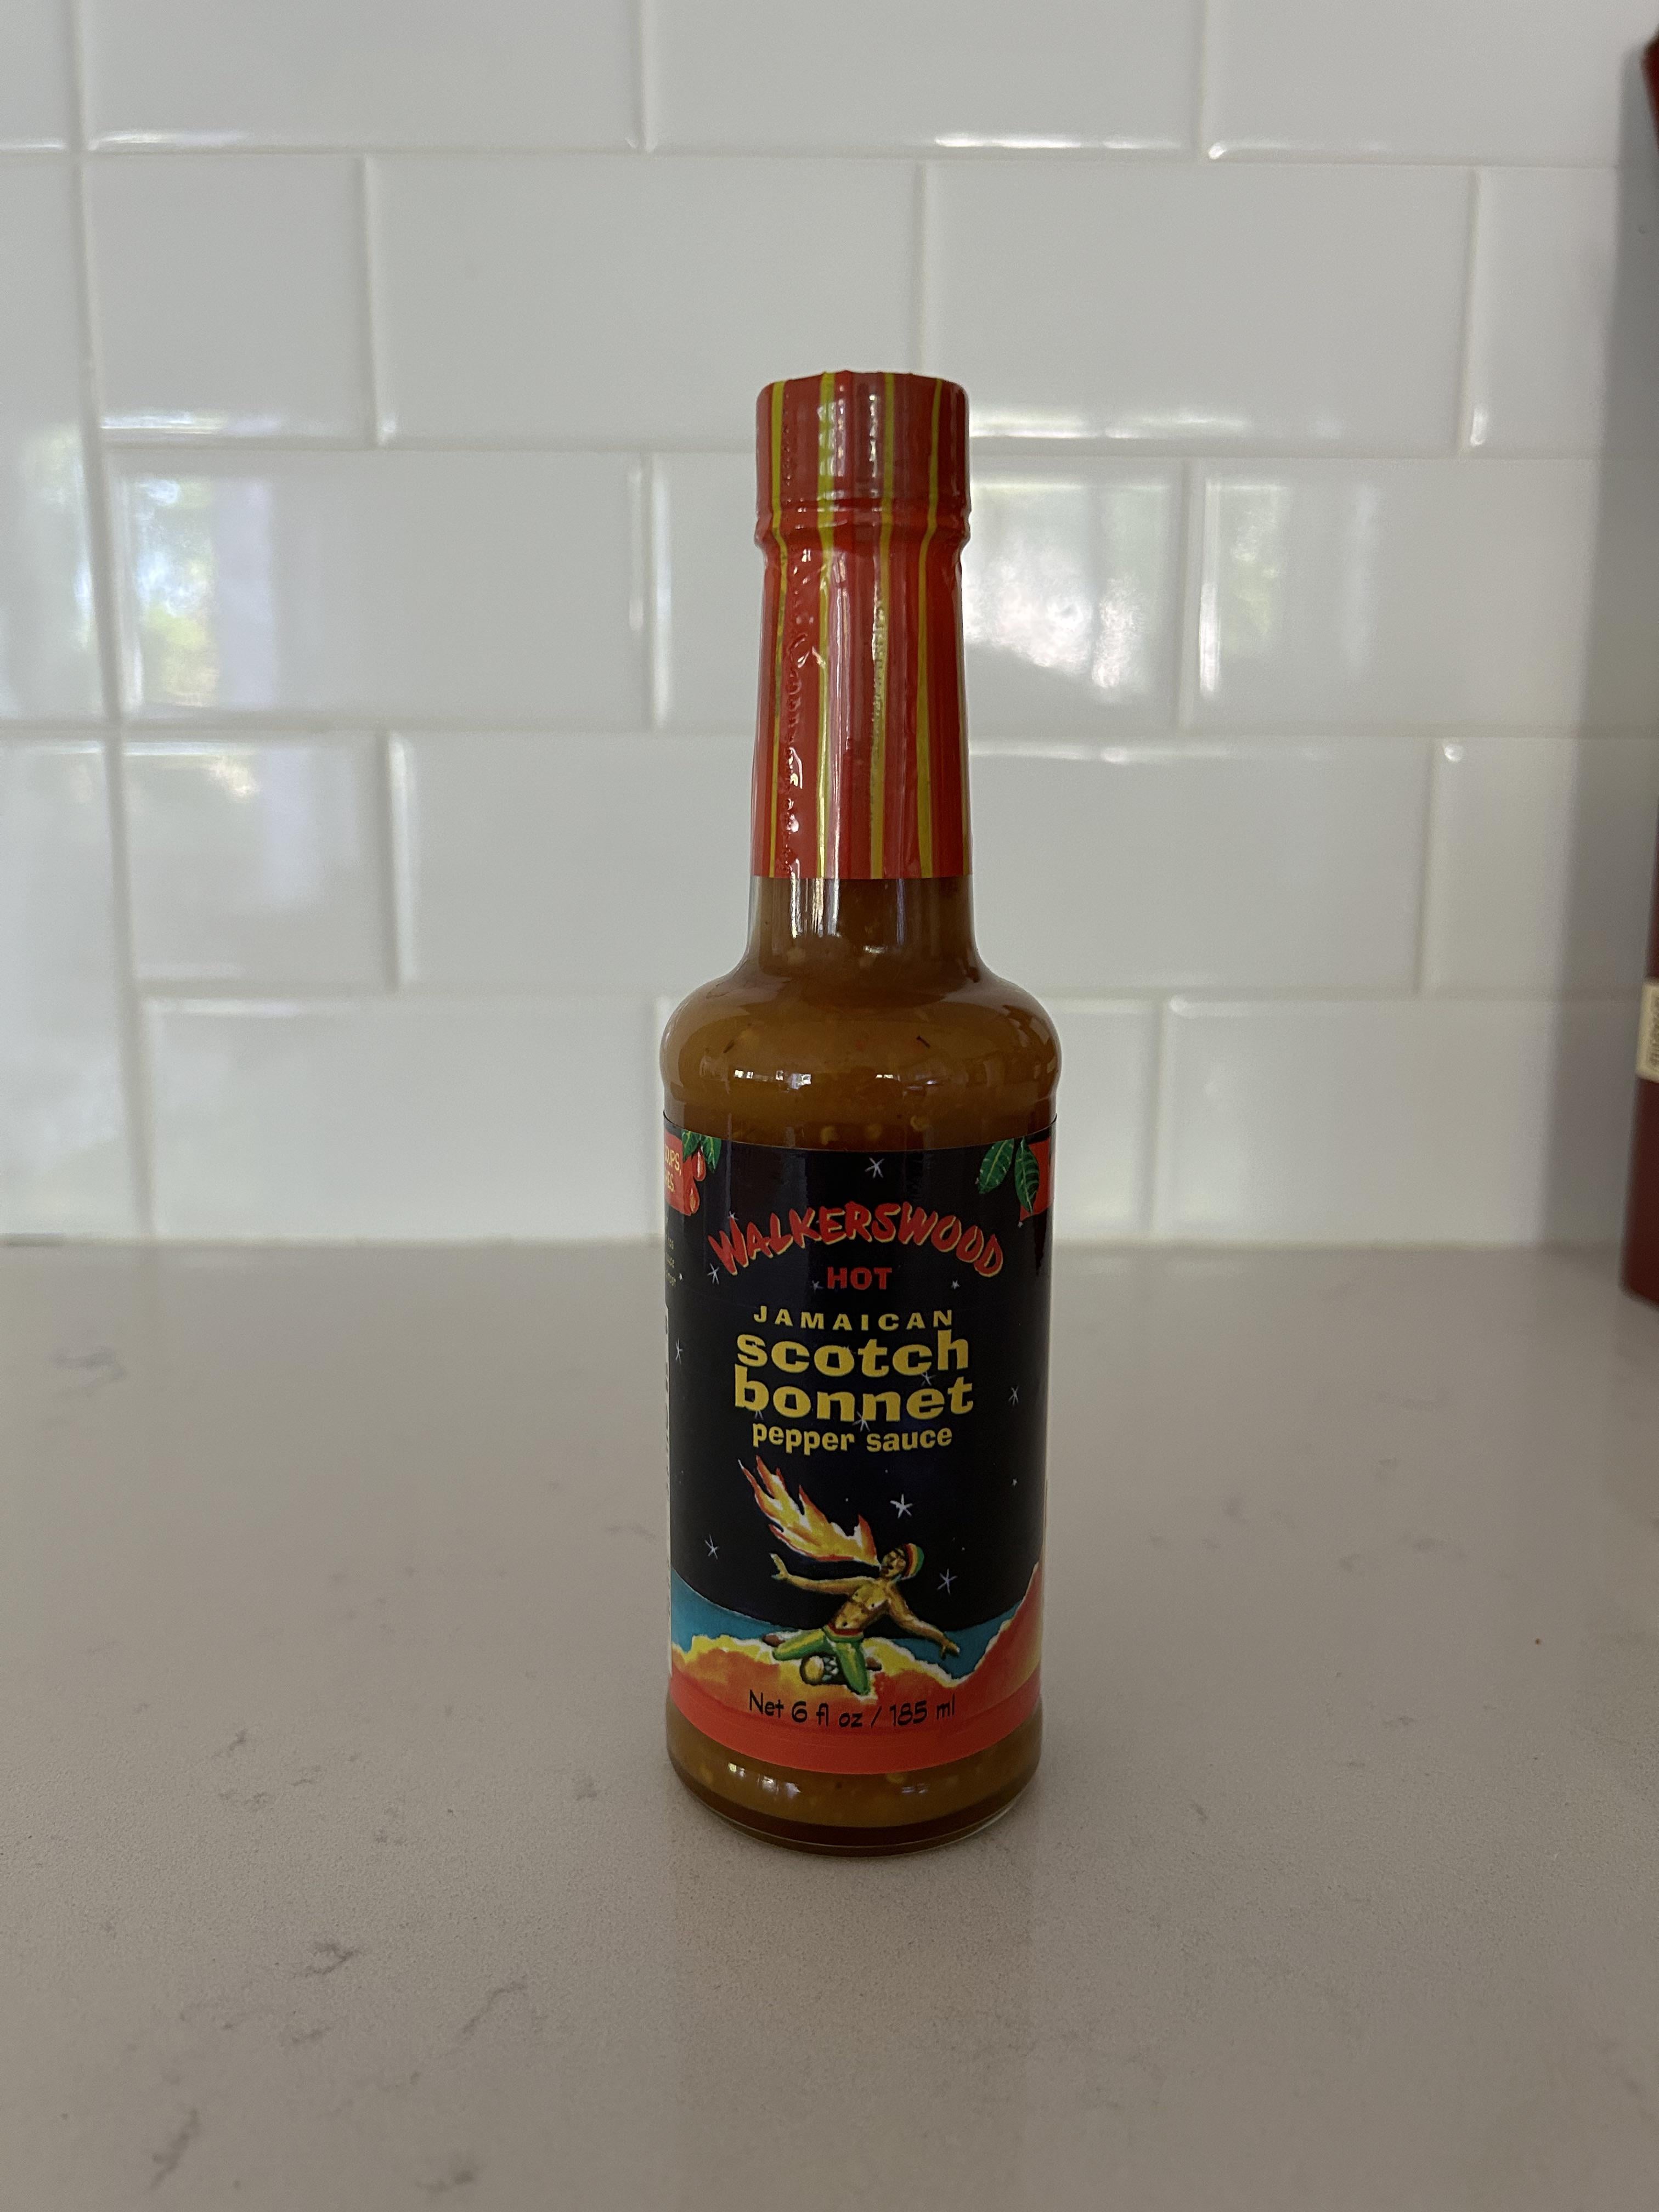 WALKERSWOOD
HOT
JAMAICAN
scotch
bonnet
pepper sauce
Net 6 fl oz / 185 ml